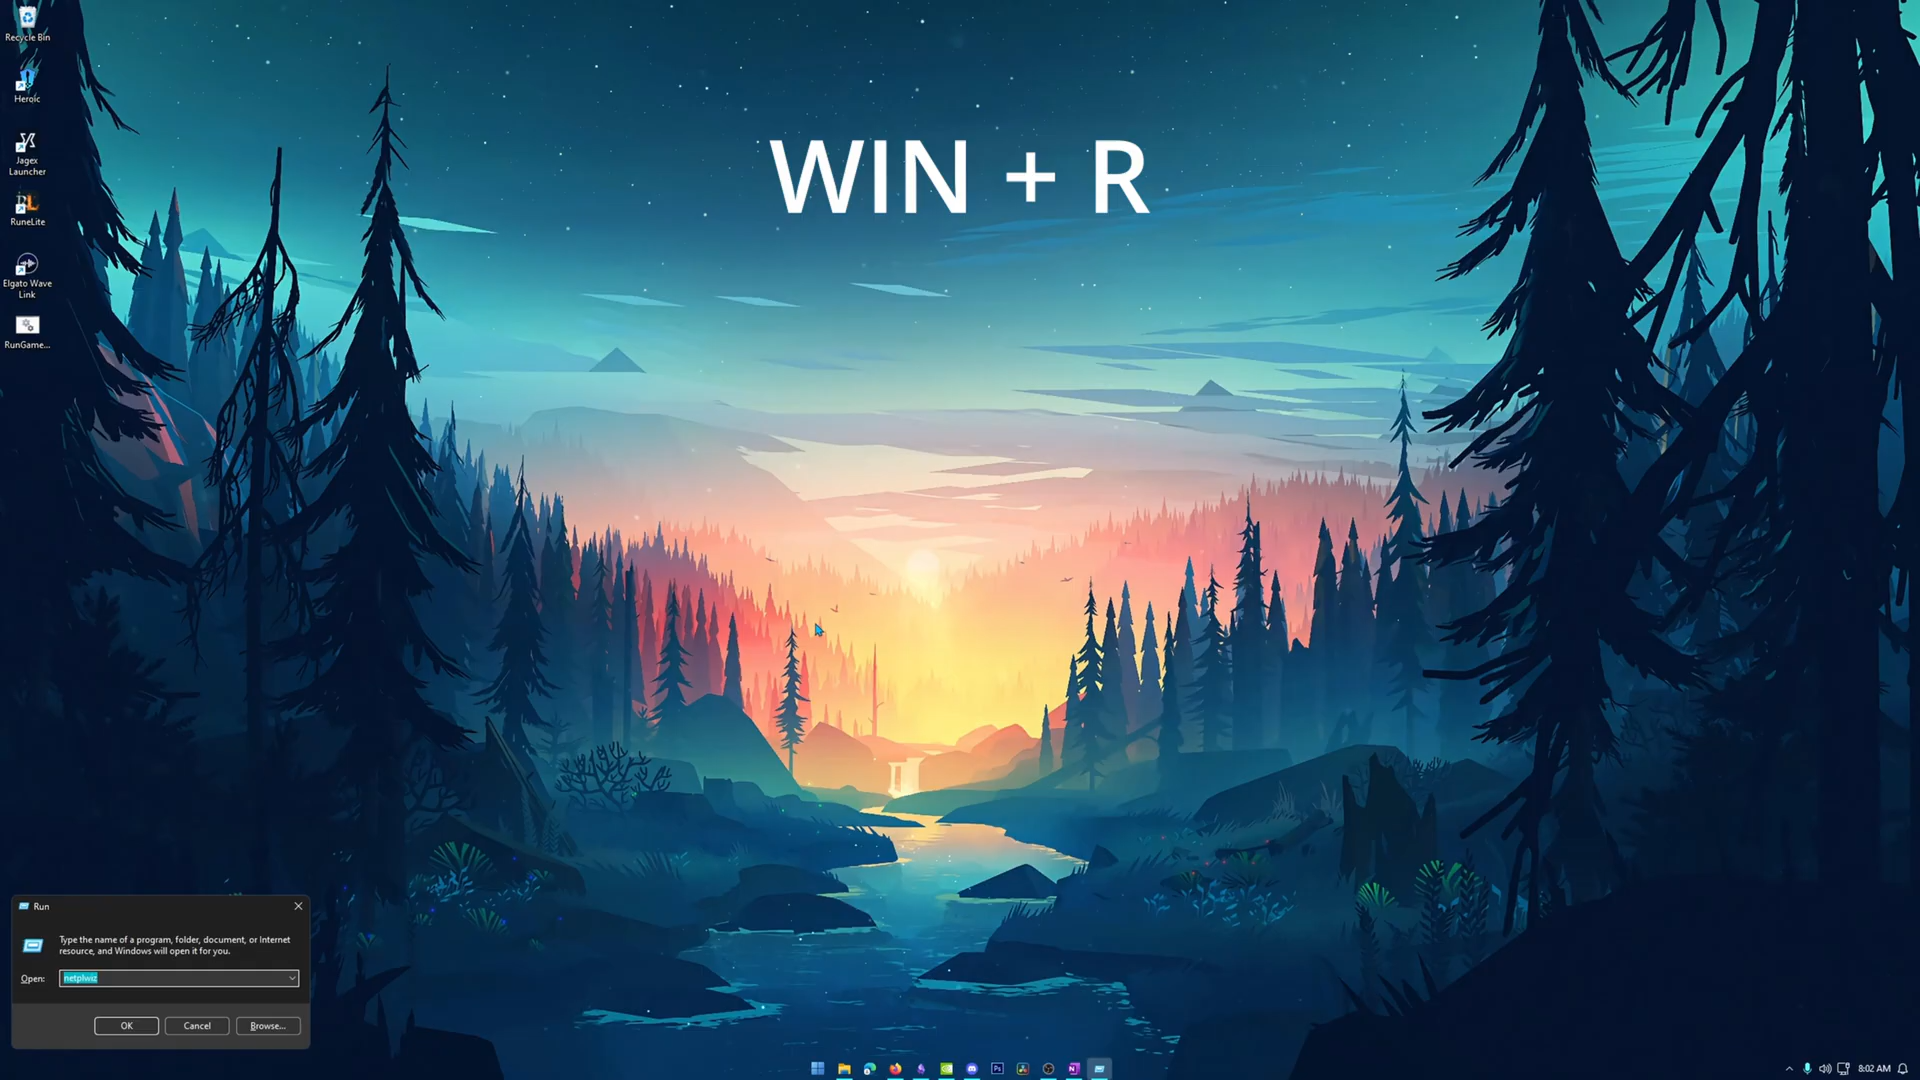 WIN + R
Recycle Bin
Heroic
Jagex
Launcher
RuneLite
Elgato Wave
Link
RunGame...
Run
Type the name of a program, folder, document, or Internet
resource, and Windows will open it for you.
Open:
netplwiz
OK
Cancel
Browse...
Ps
N
8:02 AM